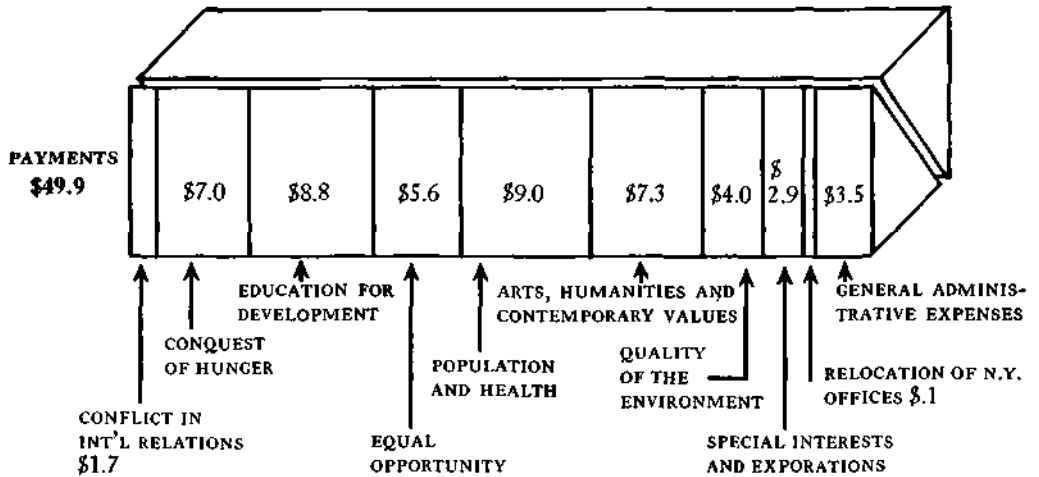 PAYMENTS
$49.9
$7.0
$8.8
$5.6
$9.0
$7.3
$4.0
$
2.9
$3.5
CONFLICT IN
INT'L RELATIONS
$1.7
CONQUEST
OF HUNGER
EDUCATION FOR
DEVELOPMENT
EQUAL
OPPORTUNITY
POPULATION
AND HEALTH
ARTS, HUMANITIES AND
CONTEMPORARY VALUES
QUALITY
OF THE
ENVIRONMENT
SPECIAL INTERESTS
AND EXPORATIONS
RELOCATION OF N.Y.
OFFICES $.1
GENERAL ADMINIS-
TRATIVE EXPENSES